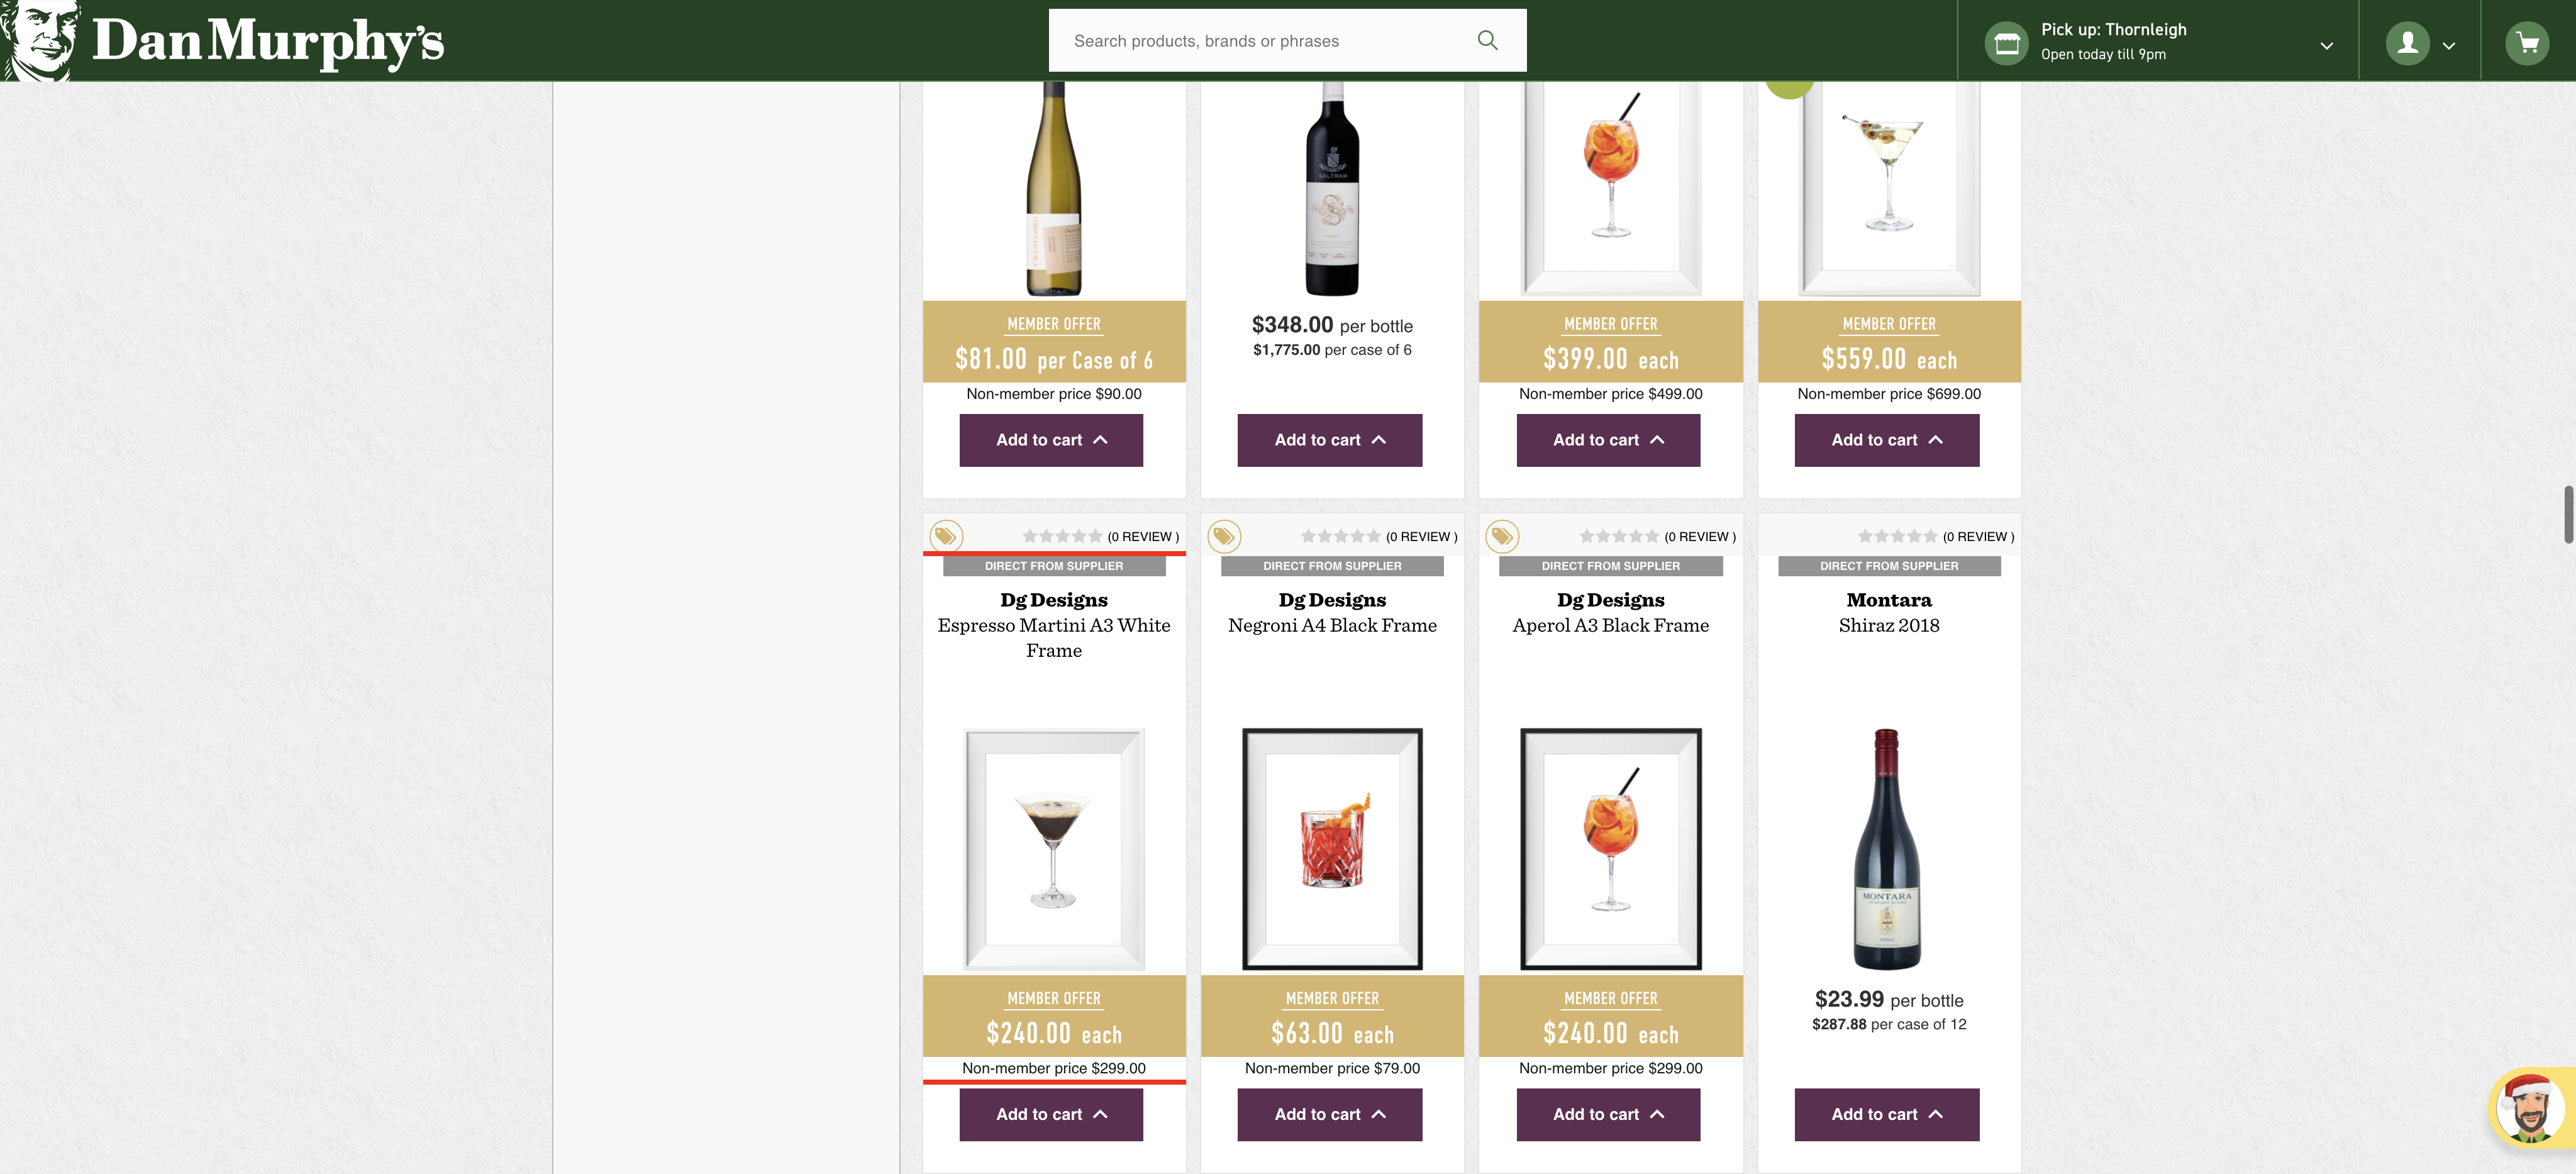 Dan Murphy's
Search products, brands or phrases
Pick up: Thornleigh
Open today till 9pm
SALTRAM
MEMBER OFFER
$81.00 per Case of 6
Non-member price $90.00
Add to cart
$348.00 per bottle
$1,775.00 per case of 6
Add to cart
MEMBER OFFER
$399.00 each
Non-member price $499.00
Add to cart
MEMBER OFFER
$559.00 each
Non-member price $699.00
Add to cart
(0 REVIEW )
DIRECT FROM SUPPLIER
Dg Designs
Espresso Martini A3 White
Frame
MEMBER OFFER
$240.00 each
Non-member price $299.00
Add to cart
(0 REVIEW )
DIRECT FROM SUPPLIER
Dg Designs
Negroni A4 Black Frame
MEMBER OFFER
$63.00 each
Non-member price $79.00
Add to cart
(0 REVIEW )
DIRECT FROM SUPPLIER
Dg Designs
Aperol A3 Black Frame
MEMBER OFFER
$240.00 each
Non-member price $299.00
Add to cart
(0 REVIEW )
DIRECT FROM SUPPLIER
Montara
Shiraz 2018
MONTARA
$23.99 per bottle
$287.88 per case of 12
Add to cart